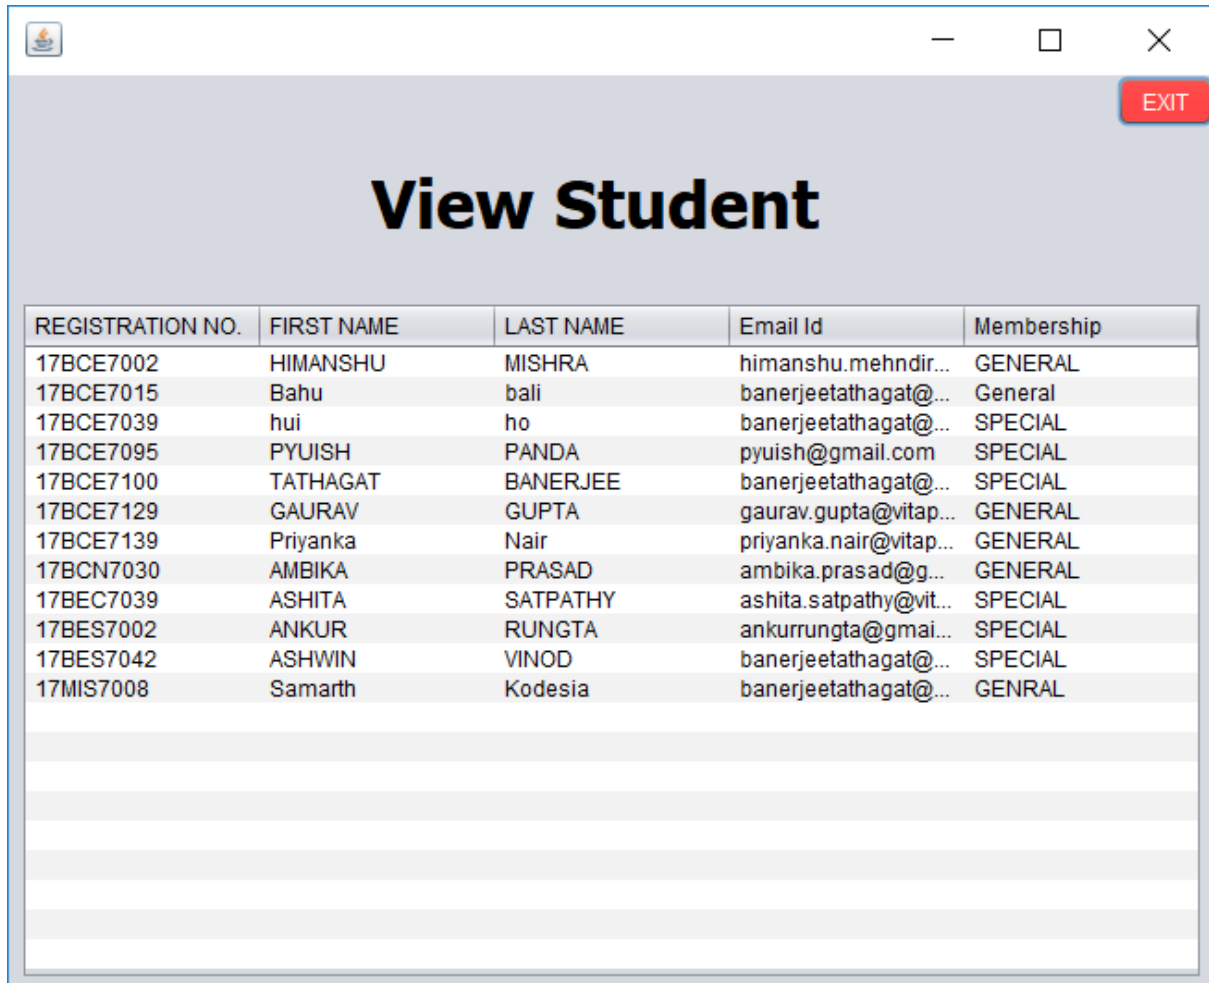 EXIT
View Student
REGISTRATION NO. FIRST NAME LAST NAME Email Id Membership
17BCE7002 HIMANSHU MISHRA himanshu.mehndir... GENERAL
17BCE7015 Bahu bali banerjeetathagat@... General
17BCE7039 hui ho banerjeetathagat@... SPECIAL
17BCE7095 PYUISH PANDA pyuish@gmail.com SPECIAL
17BCE7100 TATHAGAT BANERJEE banerjeetathagat@... SPECIAL
17BCE7129 GAURAV GUPTA gaurav.gupta@vitap... GENERAL
17BCE7139 Priyanka Nair priyanka.nair@vitap... GENERAL
17BCN7030 AMBIKA PRASAD ambika.prasad@g... GENERAL
17BEC7039 ASHITA SATPATHY ashita.satpathy@vit... SPECIAL
17BES7002 ANKUR RUNGTA ankurrungta@gmai... SPECIAL
17BES7042 ASHWIN VINOD banerjeetathagat@... SPECIAL
17MIS7008 Samarth Kodesia banerjeetathagat@... GENRAL